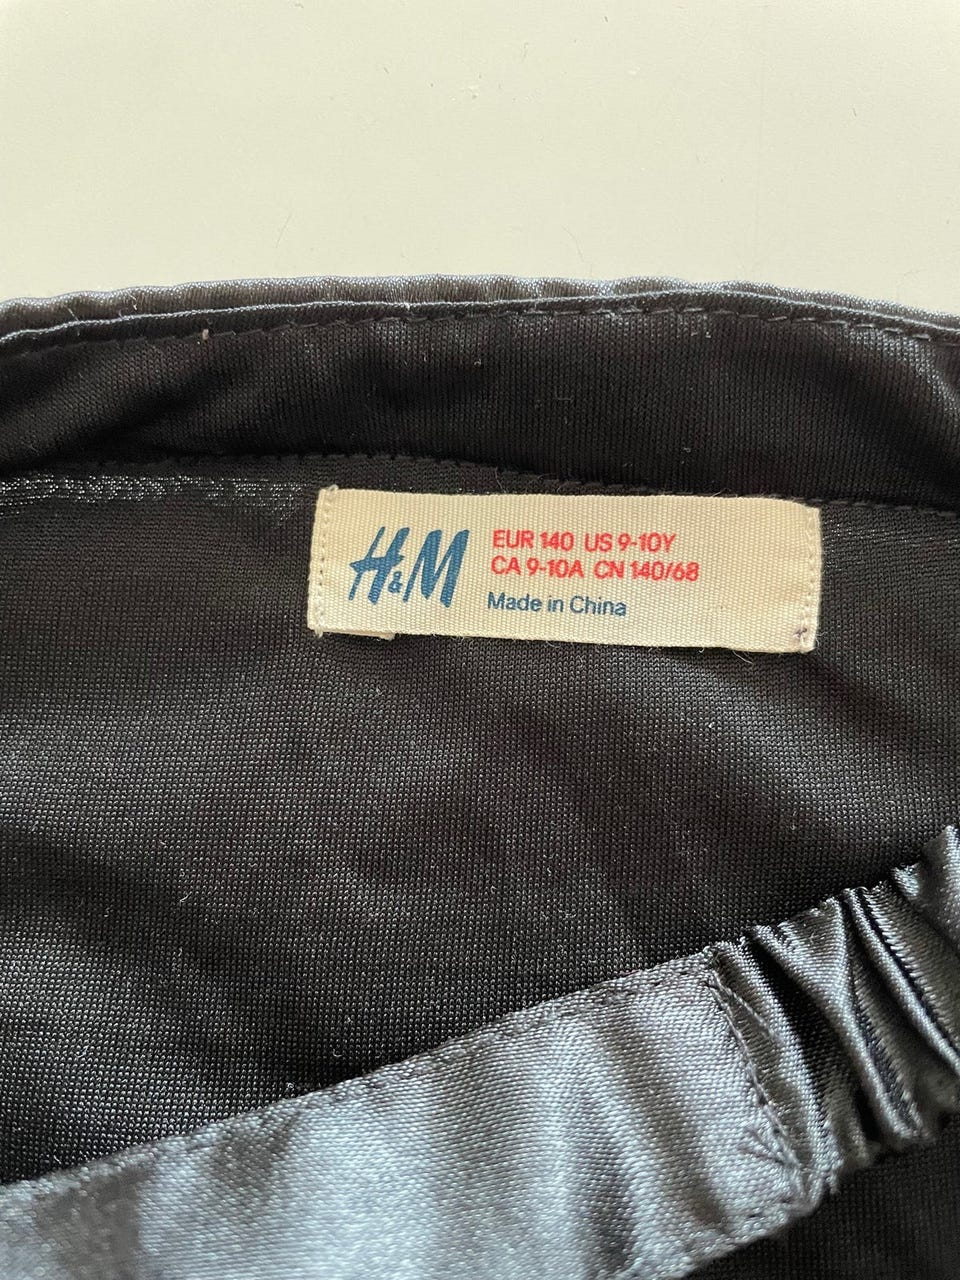 H&M
EUR 140 US 9-10Y
CA 9-10A CN 140/68
Made in China